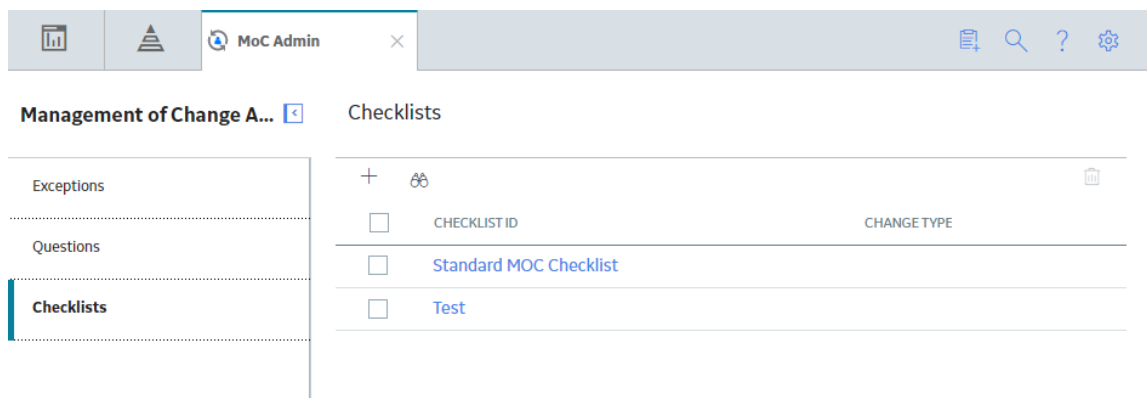 MoC Admin
Management of Change A...
Checklists
Exceptions
Questions
Checklists
CHECKLIST ID
CHANGE TYPE
Standard MOC Checklist
Test